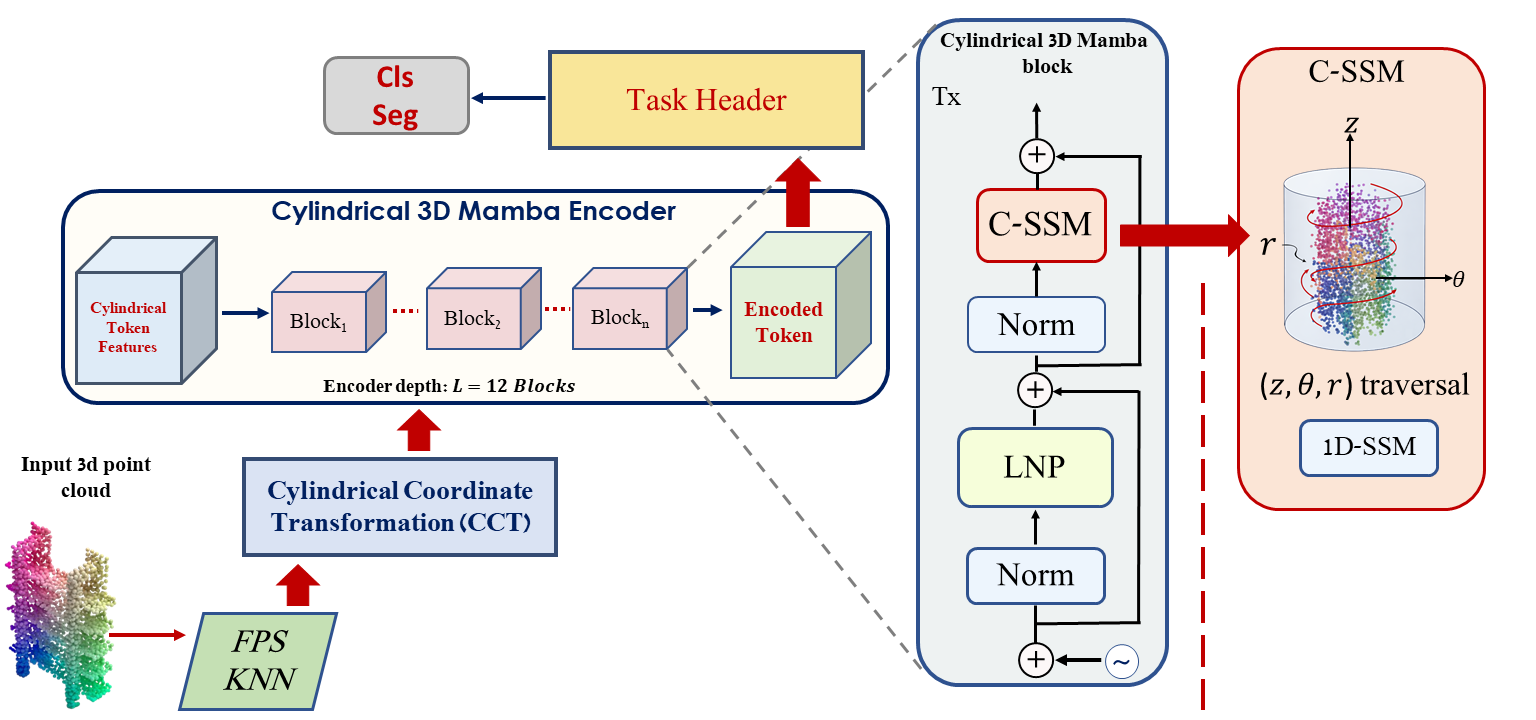 Cls
Seg
Task Header
Cylindrical 3D Mamba Encoder
Cylindrical
Token
Features
Block1
Block2
Blockn
Encoded
Token
Encoder depth: L = 12 Blocks
Input 3d point
cloud
Cylindrical Coordinate
Transformation (CCT)
FPS
KNN
Cylindrical 3D Mamba
block
Tx
+
C-SSM
Norm
+
LNP
Norm
+
~
C-SSM
z
r
θ
(z, θ, r) traversal
1D-SSM